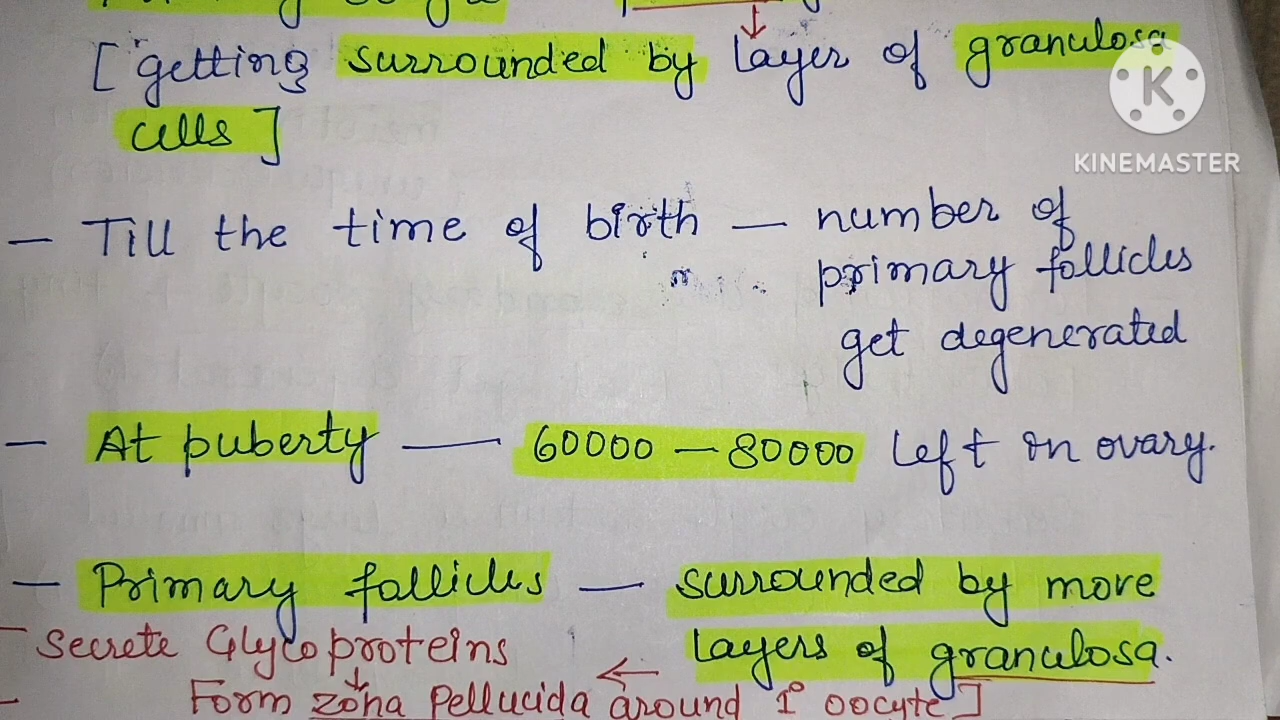 [ getting surrounded by layer of granulosa
cells ]
K
KINEMASTER
— Till the time of birth — number of
primary follicles
get degenerated
— At puberty — 60000 — 80000 left in ovary.
— Primary follicles — surrounded by more
layers of granulosa.
Secrete Glycoproteins ←
↓
Form zona Pellucida around 1° oocyte ]